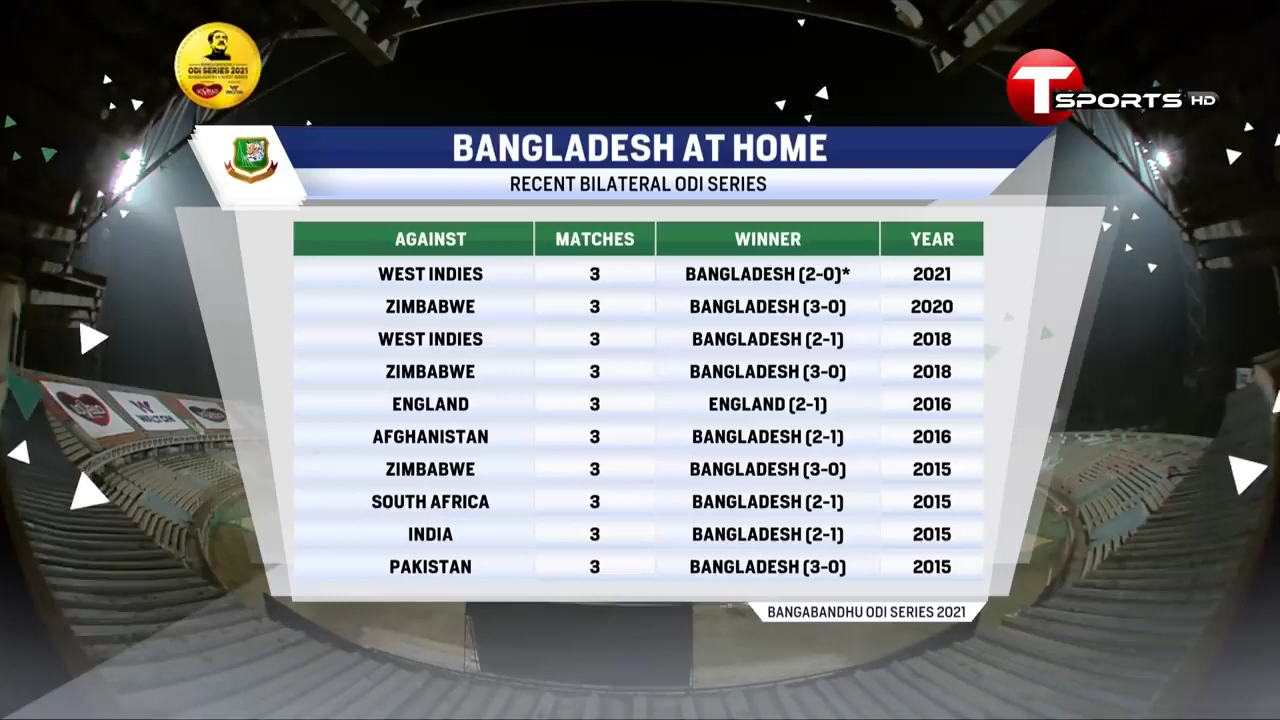 ODI SERIES 2021
T SPORTS HD
BANGLADESH AT HOME
RECENT BILATERAL ODI SERIES
AGAINST MATCHES WINNER YEAR
WEST INDIES 3 BANGLADESH (2-0)* 2021
ZIMBABWE 3 BANGLADESH (3-0) 2020
WEST INDIES 3 BANGLADESH (2-1) 2018
ZIMBABWE 3 BANGLADESH (3-0) 2018
ENGLAND 3 ENGLAND (2-1) 2016
AFGHANISTAN 3 BANGLADESH (2-1) 2016
ZIMBABWE 3 BANGLADESH (3-0) 2015
SOUTH AFRICA 3 BANGLADESH (2-1) 2015
INDIA 3 BANGLADESH (2-1) 2015
PAKISTAN 3 BANGLADESH (3-0) 2015
WALTON
BANGABANDHU ODI SERIES 2021